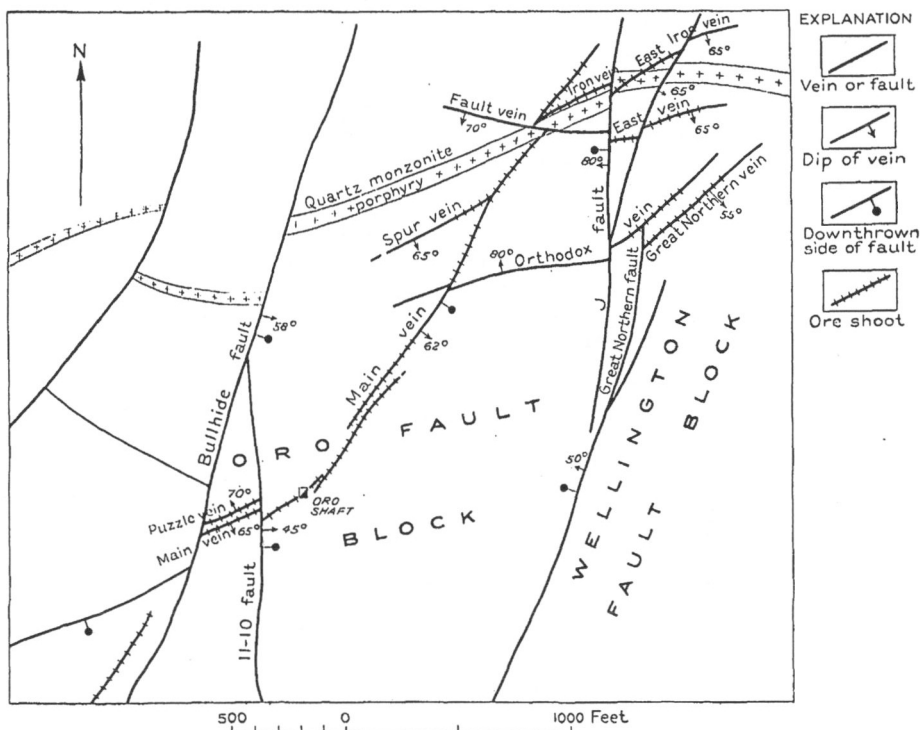 N
EXPLANATION
Vein or fault
Dip of vein
Downthrown
side of fault
Ore shoot
East Iron vein
65°
Iron vein
65°
Fault vein
70°
East vein
65°
80°
Quartz monzonite
porphyry
Spur vein
65°
80°
Orthodox
vein
Great Northern vein
55°
J
fault
Great Northern fault
58°
Bullhide
fault
Main
vein
62°
ORO FAULT
BLOCK
WELLINGTON
FAULT BLOCK
50°
Puzzle vein
70°
ORO
SHAFT
Main vein
65°
45°
11-10 fault
500 0 1000 Feet